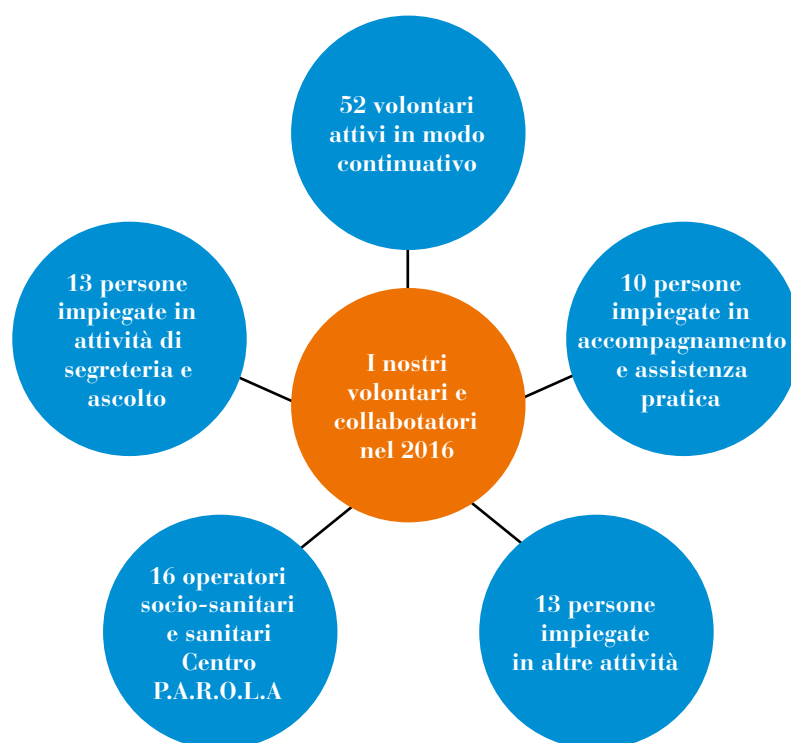 52 volontari
attivi in modo
continuativo
13 persone
impiegate in
attività di
segreteria e
ascolto
10 persone
impiegate in
accompagnamento
e assistenza
pratica
I nostri
volontari e
collabotatori
nel 2016
16 operatori
socio-sanitari
e sanitari
Centro
P.A.R.O.L.A
13 persone
impiegate
in altre attività